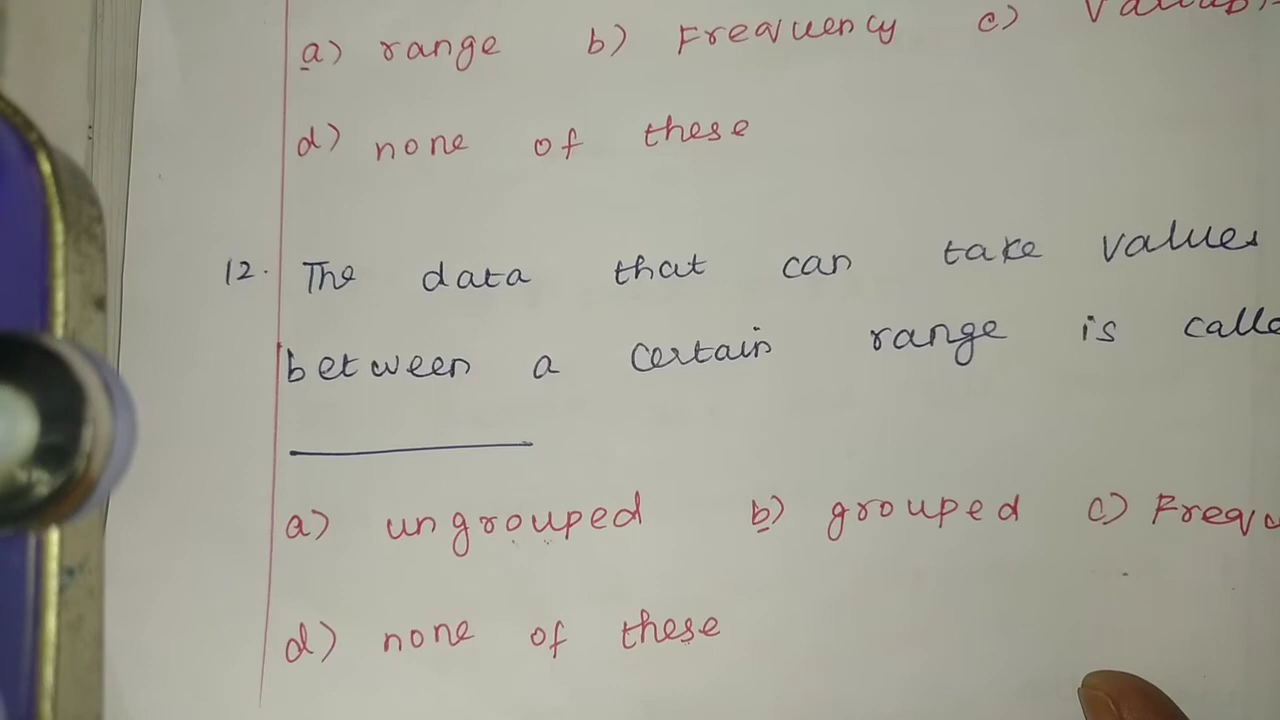 a) range b) Frequency c)
d) none of these
12. The data that can take values
between a certain range is
a) ungrouped b) grouped c)
d) none of these